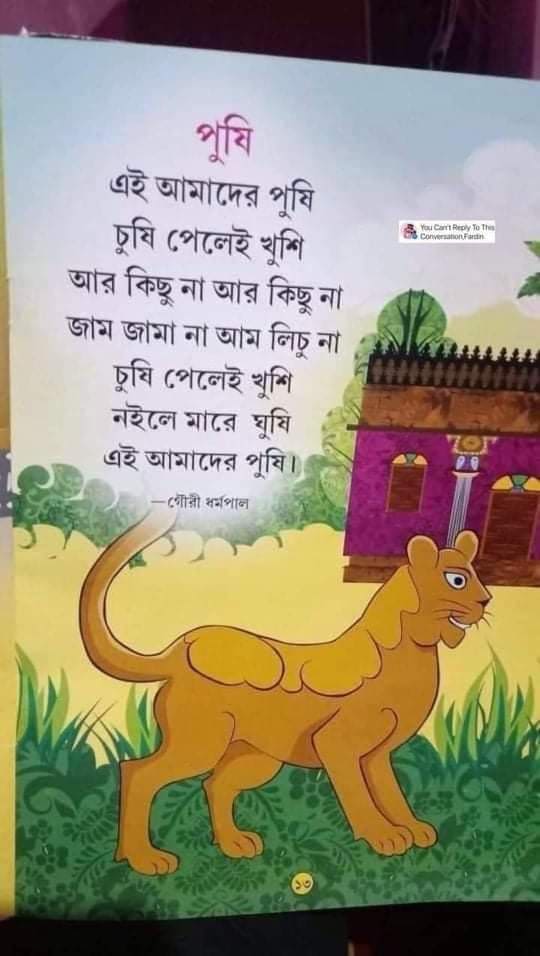 পুষি
এই আমাদের পুষি
চুষি পেলেই খুশি
আর কিছু না আর কিছু না
জাম জামা না আম লিচু না
চুষি পেলেই খুশি
নইলে মারে ঘুষি
এই আমাদের পুষি।
—গৌরী ধর্মপাল
You Can't Reply To This
Conversation,Fardin
১৩